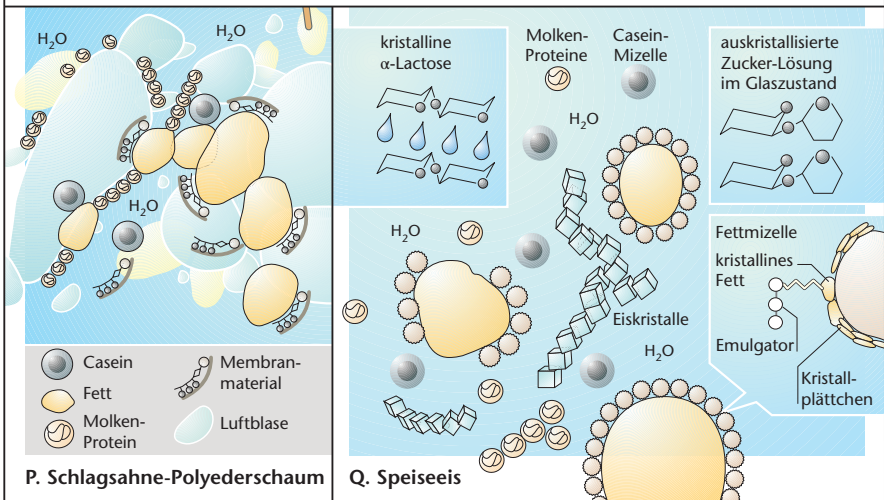 H₂O
H₂O
H₂O
Casein
Fett
Molken-
Protein
Membran-
material
Luftblase
P. Schlagsahne-Polyederschaum
kristalline
α-Lactose
Molken-
Proteine
Casein-
Mizelle
auskristallisierte
Zucker-Lösung
im Glaszustand
H₂O
H₂O
Eiskristalle
H₂O
Fettmizelle
kristallines
Fett
Emulgator
Kristall-
plättchen
Q. Speiseeis